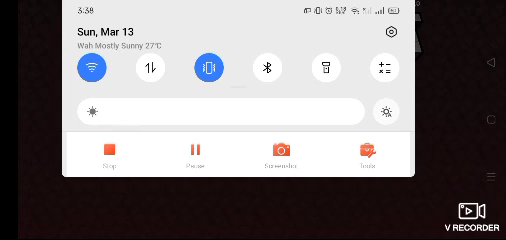 3:38
Sun, Mar 13
Wah Mostly Sunny 27°C
Stop
Pause
Screenshot
Tools
V RECORDER